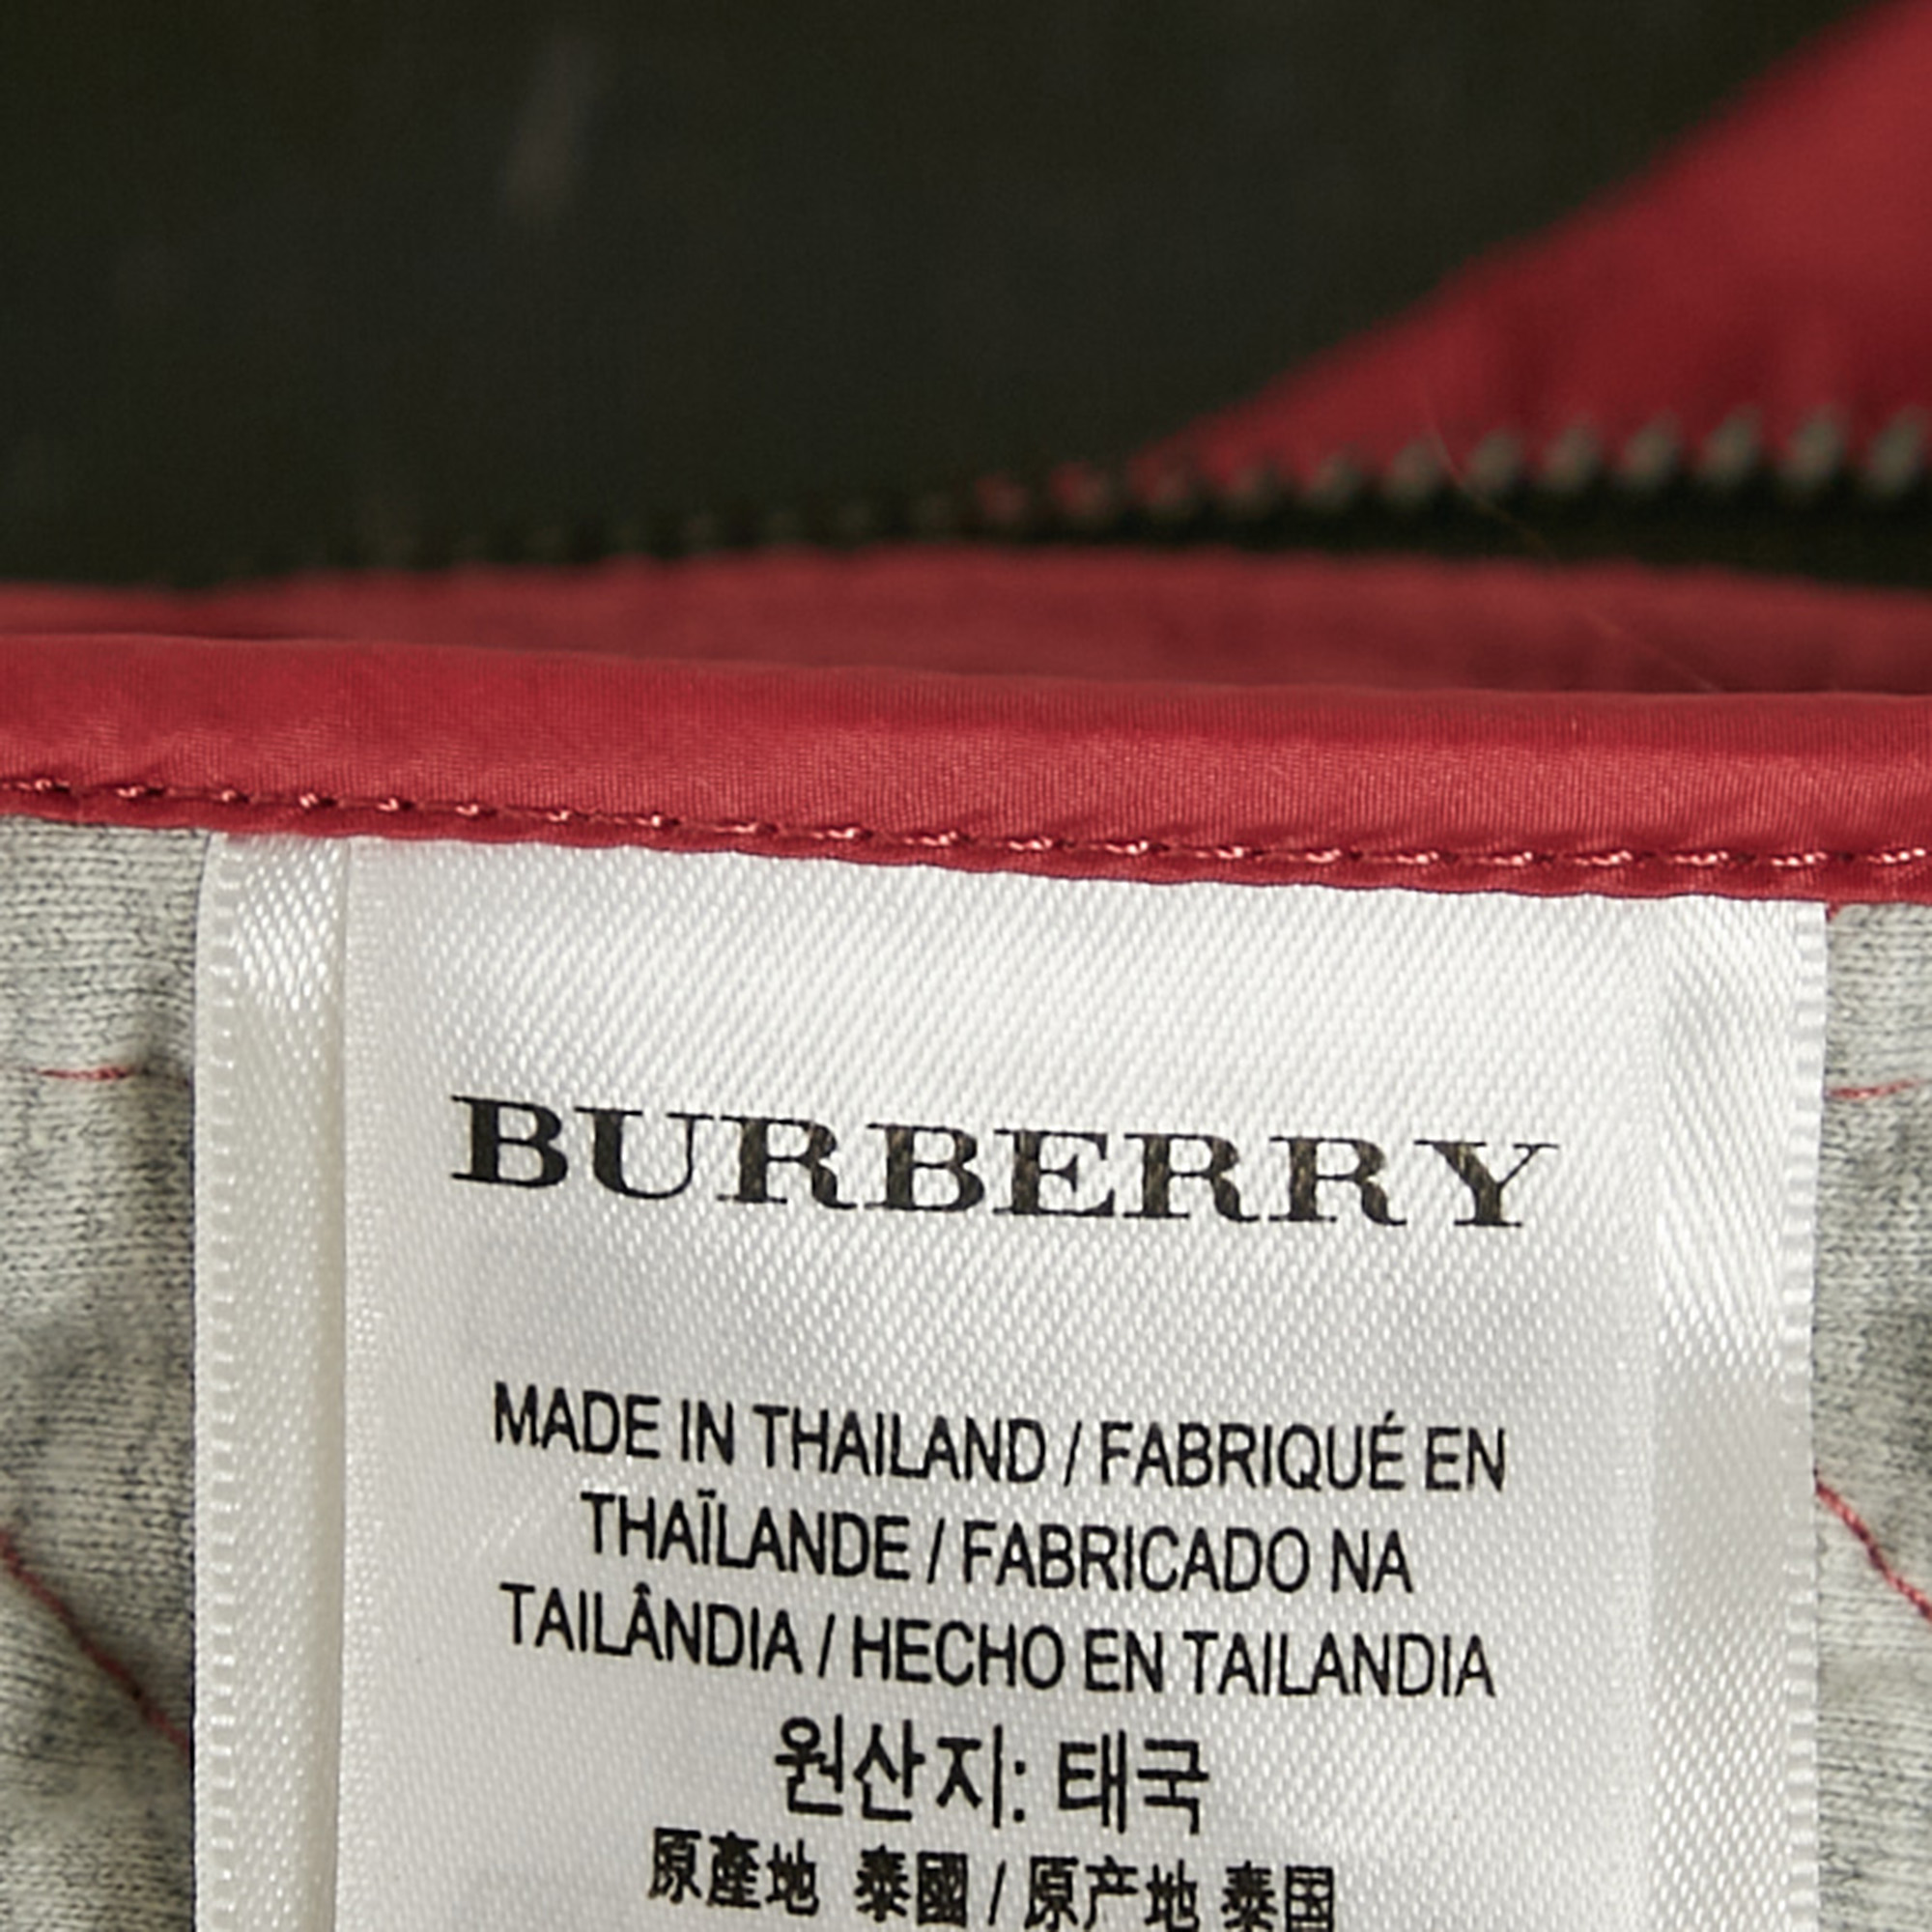 BURBERRY
MADE IN THAILAND / FABRIQUÉ EN
THAÏLANDE / FABRICADO NA
TAILÂNDIA / HECHO EN TAILANDIA
원산지: 태국
原產地 泰國 / 原产地 泰国